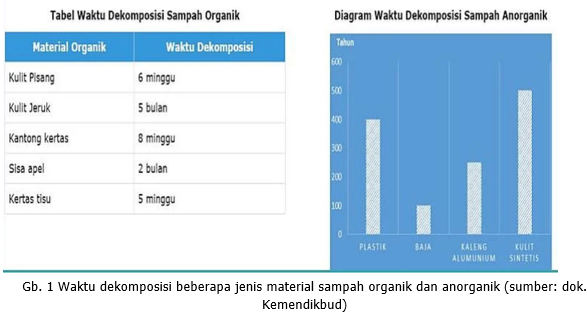 Tabel Waktu Dekomposisi Sampah Organik
Material Organik Waktu Dekomposisi
Kulit Pisang 6 minggu
Kulit Jeruk 5 bulan
Kantong kertas 8 minggu
Sisa apel 2 bulan
Kertas tisu 5 minggu
Diagram Waktu Dekomposisi Sampah Anorganik
Tahun
600
500
400
300
200
100
0
PLASTIK BAJA KALENG ALUMUNIUM KULIT SINTETIS
Gb. 1 Waktu dekomposisi beberapa jenis material sampah organik dan anorganik (sumber: dok.
Kemendikbud)